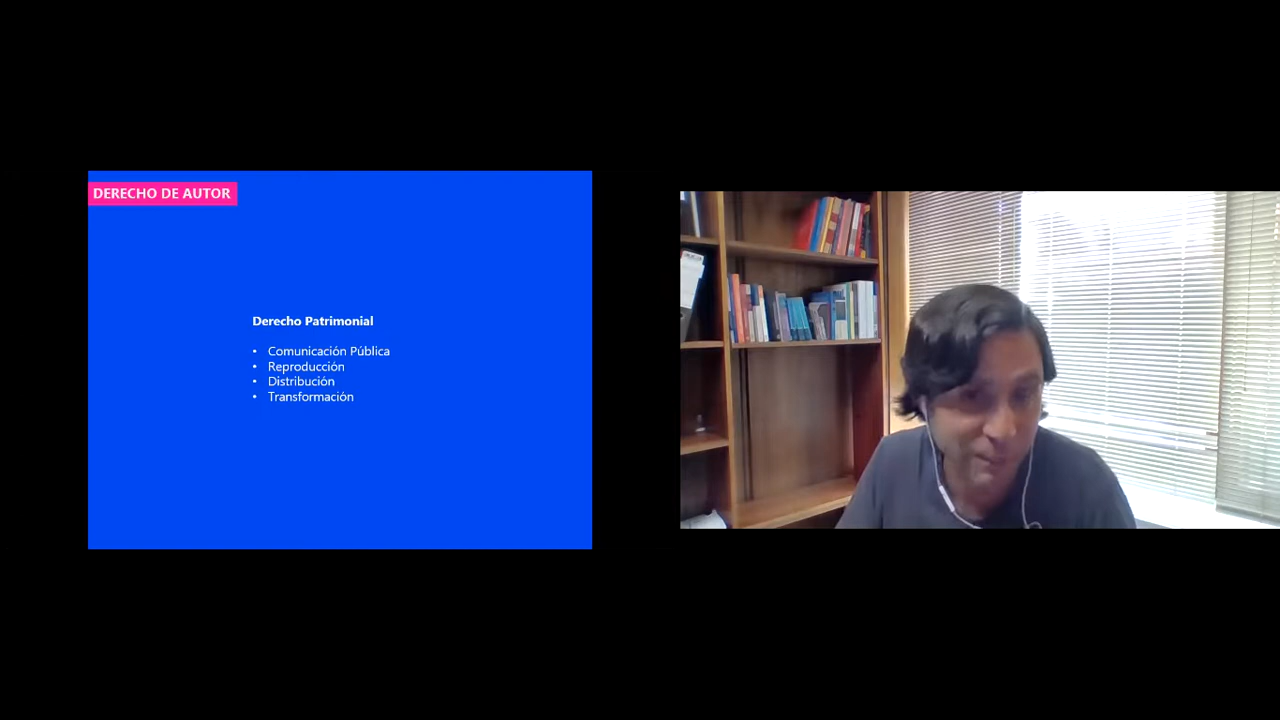 DERECHO DE AUTOR
Derecho Patrimonial
• Comunicación Pública
• Reproducción
• Distribución
• Transformación